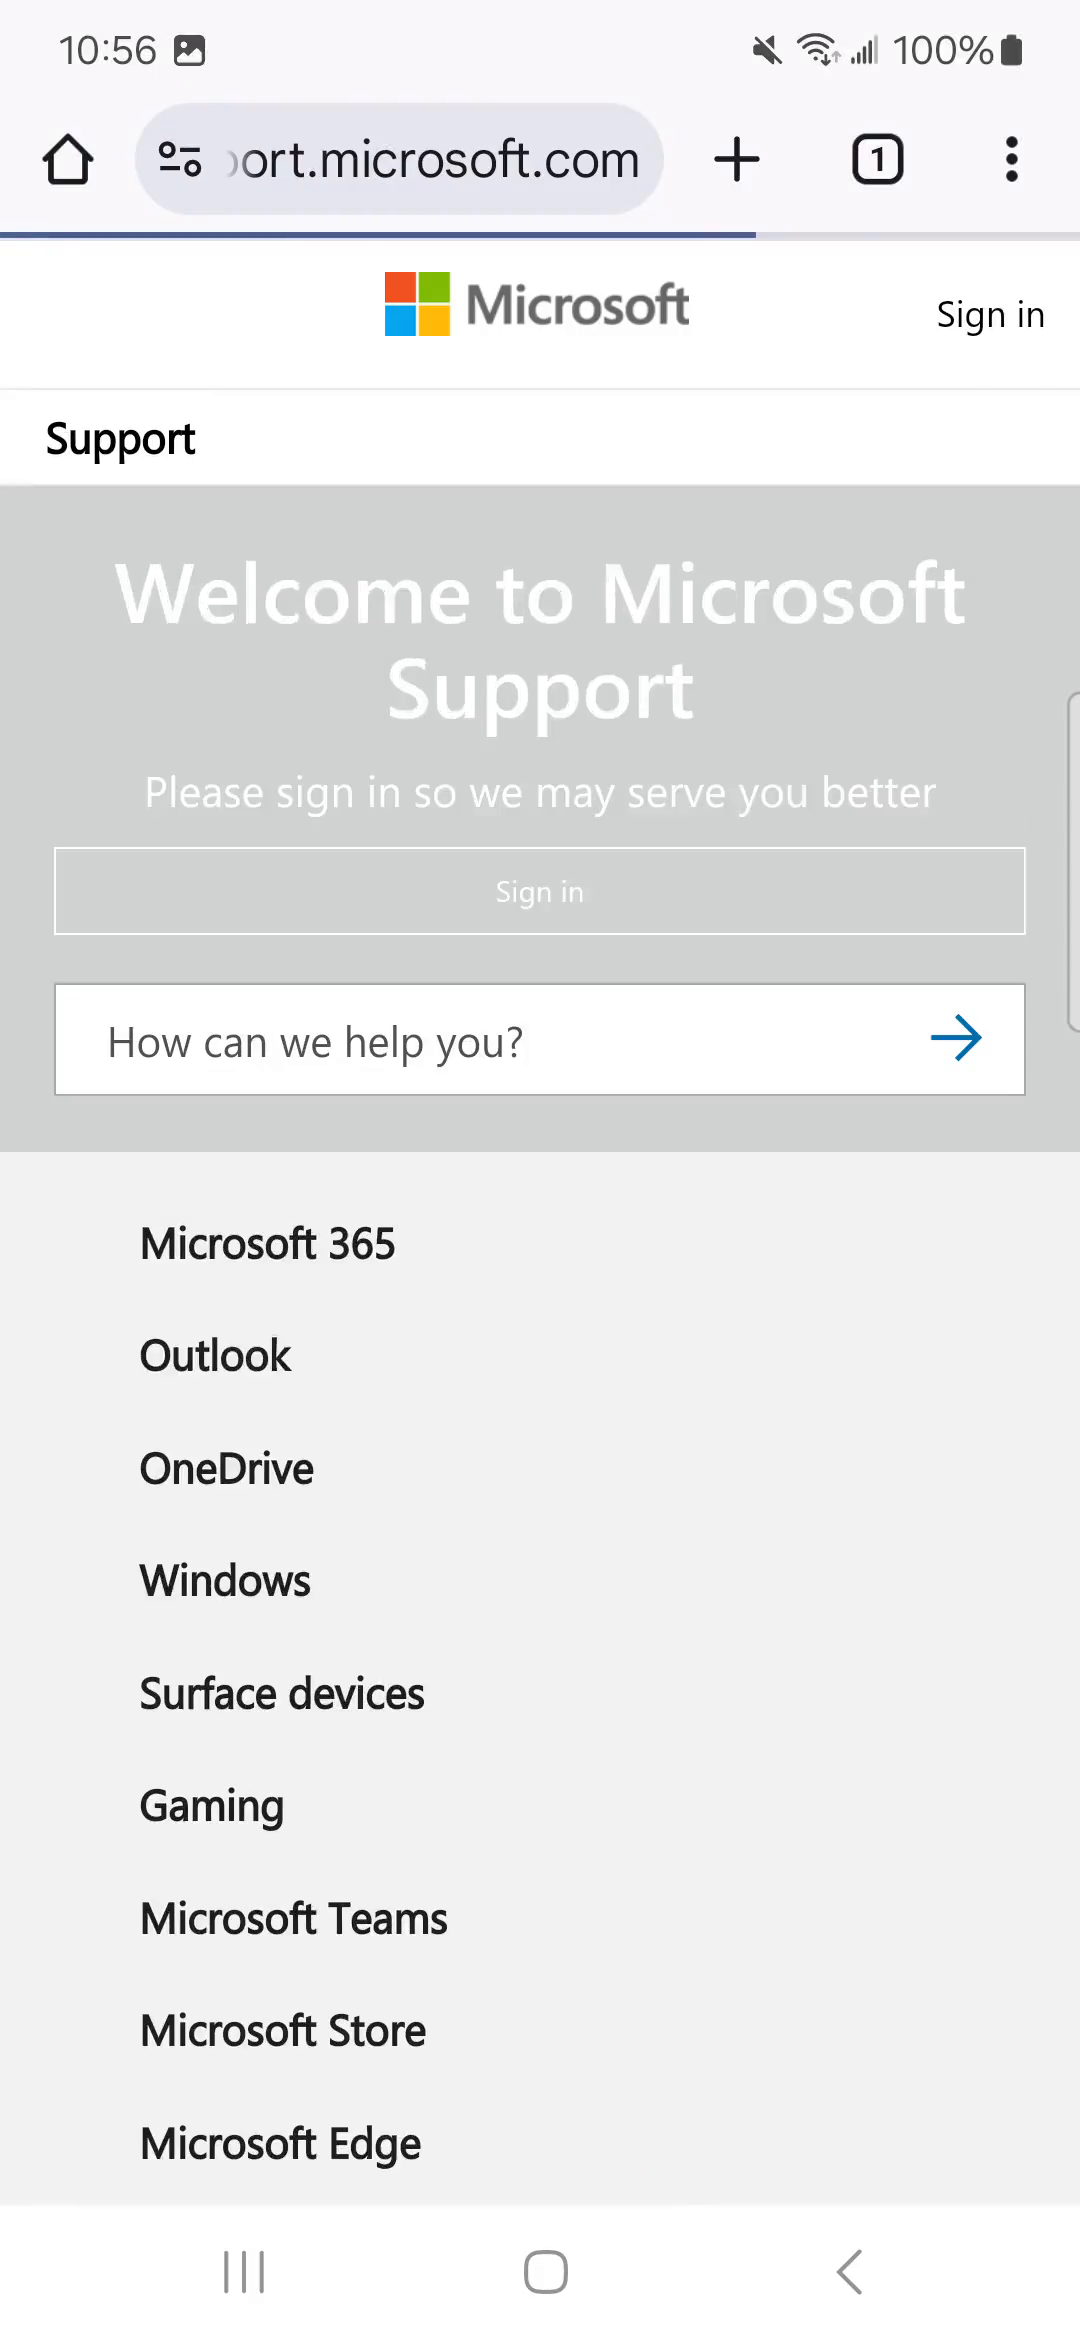 10:56
100%
ort.microsoft.com
1
Microsoft
Sign in
Support
Welcome to Microsoft
Support
Please sign in so we may serve you better
Sign in
How can we help you?
Microsoft 365
Outlook
OneDrive
Windows
Surface devices
Gaming
Microsoft Teams
Microsoft Store
Microsoft Edge